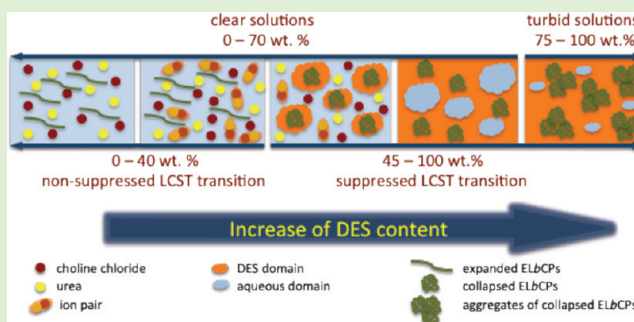 clear solutions
0 – 70 wt. %
turbid solutions
75 – 100 wt. %
0 – 40 wt. %
non-suppressed LCST transition
45 – 100 wt. %
suppressed LCST transition
Increase of DES content
choline chloride
urea
ion pair
DES domain
aqueous domain
expanded ELbCPs
collapsed ELbCPs
aggregates of collapsed ELbCPs